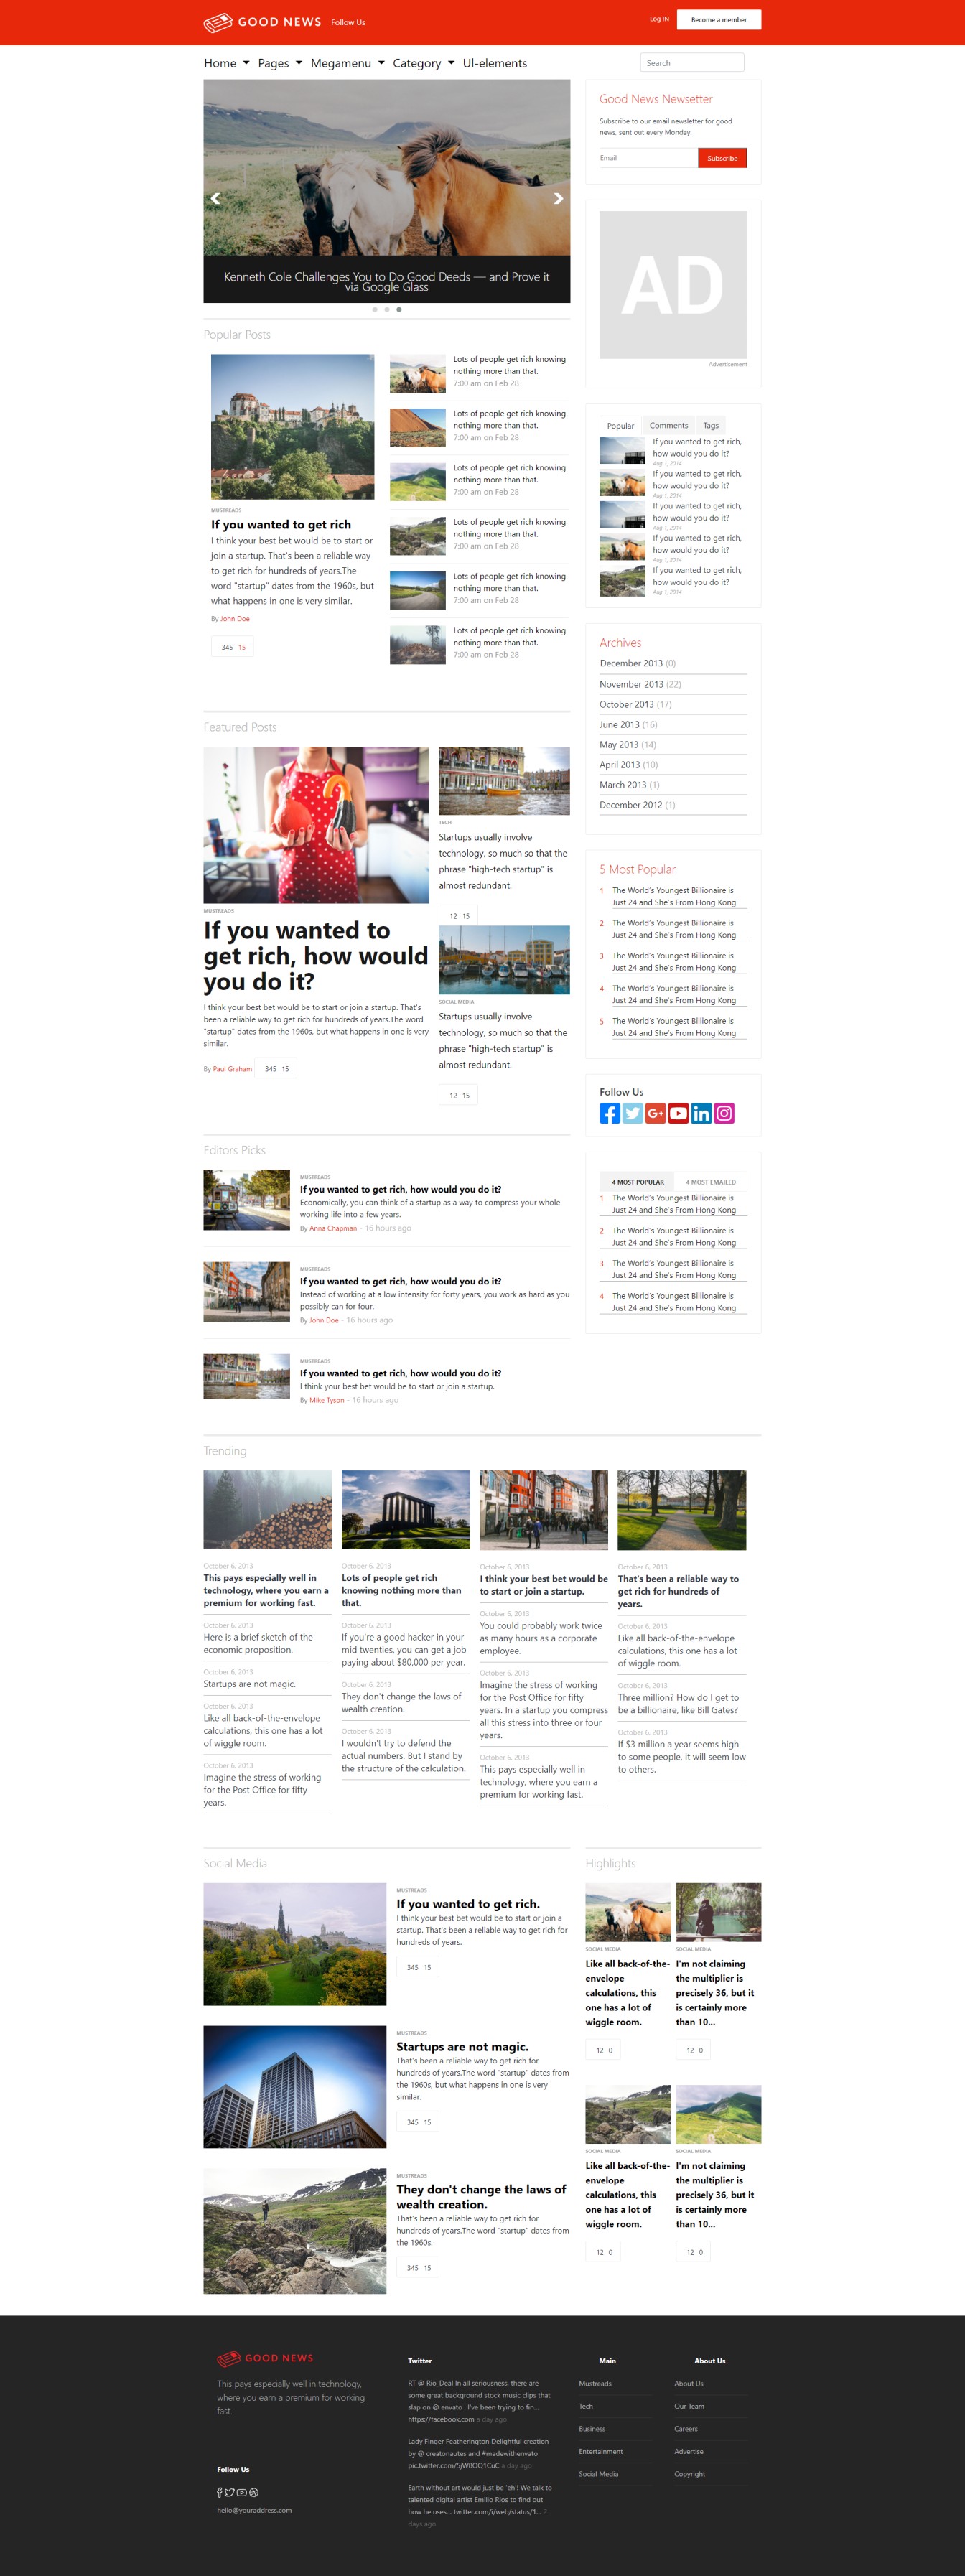 GOOD NEWS
Follow Us
Log IN
Become a member
Home
Pages
Megamenu
Category
UI-elements
Search
Kenneth Cole Challenges You to Do Good Deeds — and Prove it
via Google Glass
Popular Posts
MUSTREADS
If you wanted to get rich
I think your best bet would be to start or
join a startup. That's been a reliable way
to get rich for hundreds of years.The
word "startup" dates from the 1960s, but
what happens in one is very similar.
By John Doe
345 15
Lots of people get rich knowing
nothing more than that.
7:00 am on Feb 28
Lots of people get rich knowing
nothing more than that.
7:00 am on Feb 28
Lots of people get rich knowing
nothing more than that.
7:00 am on Feb 28
Lots of people get rich knowing
nothing more than that.
7:00 am on Feb 28
Lots of people get rich knowing
nothing more than that.
7:00 am on Feb 28
Lots of people get rich knowing
nothing more than that.
7:00 am on Feb 28
Featured Posts
MUSTREADS
If you wanted to
get rich, how would
you do it?
I think your best bet would be to start or join a startup. That's
been a reliable way to get rich for hundreds of years.The word
"startup" dates from the 1960s, but what happens in one is very
similar.
By Paul Graham 345 15
TECH
Startups usually involve
technology, so much so that the
phrase "high-tech startup" is
almost redundant.
12 15
SOCIAL MEDIA
Startups usually involve
technology, so much so that the
phrase "high-tech startup" is
almost redundant.
12 15
Editors Picks
MUSTREADS
If you wanted to get rich, how would you do it?
Economically, you can think of a startup as a way to compress your whole
working life into a few years.
By Anna Chapman - 16 hours ago
MUSTREADS
If you wanted to get rich, how would you do it?
Instead of working at a low intensity for forty years, you work as hard as you
possibly can for four.
By John Doe - 16 hours ago
MUSTREADS
If you wanted to get rich, how would you do it?
I think your best bet would be to start or join a startup.
By Mike Tyson - 16 hours ago
Good News Newsetter
Subscribe to our email newsletter for good
news, sent out every Monday.
Email
Subscribe
AD
Advertisement
Popular
Comments
Tags
If you wanted to get rich,
how would you do it?
Aug 1, 2014
If you wanted to get rich,
how would you do it?
Aug 1, 2014
If you wanted to get rich,
how would you do it?
Aug 1, 2014
If you wanted to get rich,
how would you do it?
Aug 1, 2014
If you wanted to get rich,
how would you do it?
Aug 1, 2014
Archives
December 2013 (0)
November 2013 (22)
October 2013 (17)
June 2013 (16)
May 2013 (14)
April 2013 (10)
March 2013 (1)
December 2012 (1)
5 Most Popular
1 The World's Youngest Billionaire is
Just 24 and She's From Hong Kong
2 The World's Youngest Billionaire is
Just 24 and She's From Hong Kong
3 The World's Youngest Billionaire is
Just 24 and She's From Hong Kong
4 The World's Youngest Billionaire is
Just 24 and She's From Hong Kong
5 The World's Youngest Billionaire is
Just 24 and She's From Hong Kong
Follow Us
4 MOST POPULAR
4 MOST EMAILED
1 The World's Youngest Billionaire is
Just 24 and She's From Hong Kong
2 The World's Youngest Billionaire is
Just 24 and She's From Hong Kong
3 The World's Youngest Billionaire is
Just 24 and She's From Hong Kong
4 The World's Youngest Billionaire is
Just 24 and She's From Hong Kong
Trending
October 6, 2013
This pays especially well in
technology, where you earn a
premium for working fast.
October 6, 2013
Here is a brief sketch of the
economic proposition.
October 6, 2013
Startups are not magic.
October 6, 2013
Like all back-of-the-envelope
calculations, this one has a lot
of wiggle room.
October 6, 2013
Imagine the stress of working
for the Post Office for fifty
years.
October 6, 2013
Lots of people get rich
knowing nothing more than
that.
October 6, 2013
If you're a good hacker in your
mid twenties, you can get a job
paying about $80,000 per year.
October 6, 2013
They don't change the laws of
wealth creation.
October 6, 2013
I wouldn't try to defend the
actual numbers. But I stand by
the structure of the calculation.
October 6, 2013
I think your best bet would be
to start or join a startup.
October 6, 2013
You could probably work twice
as many hours as a corporate
employee.
October 6, 2013
Imagine the stress of working
for the Post Office for fifty
years. In a startup you compress
all this stress into three or four
years.
October 6, 2013
This pays especially well in
technology, where you earn a
premium for working fast.
October 6, 2013
That's been a reliable way to
get rich for hundreds of
years.
October 6, 2013
Like all back-of-the-envelope
calculations, this one has a lot
of wiggle room.
October 6, 2013
Three million? How do I get to
be a billionaire, like Bill Gates?
October 6, 2013
If $3 million a year seems high
to some people, it will seem low
to others.
Social Media
MUSTREADS
If you wanted to get rich.
I think your best bet would be to start or join a
startup. That's been a reliable way to get rich for
hundreds of years.
345 15
MUSTREADS
Startups are not magic.
That's been a reliable way to get rich for
hundreds of years.The word "startup" dates from
the 1960s, but what happens in one is very
similar.
345 15
MUSTREADS
They don't change the laws of
wealth creation.
That's been a reliable way to get rich for
hundreds of years.The word "startup" dates from
the 1960s.
345 15
Highlights
SOCIAL MEDIA
Like all back-of-the-
envelope
calculations, this
one has a lot of
wiggle room.
12 0
SOCIAL MEDIA
I'm not claiming
the multiplier is
precisely 36, but it
is certainly more
than 10...
12 0
SOCIAL MEDIA
Like all back-of-the-
envelope
calculations, this
one has a lot of
wiggle room.
12 0
SOCIAL MEDIA
I'm not claiming
the multiplier is
precisely 36, but it
is certainly more
than 10...
12 0
GOOD NEWS
This pays especially well in technology,
where you earn a premium for working
fast.
Follow Us
hello@youraddress.com
Twitter
RT @ Rio_Deal In all seriousness, there are
some great background stock music clips that
slap on @ envato . I've been trying to fin...
https://facebook.com a day ago
Lady Finger Featherington Delightful creation
by @ creatonautes and #madewithenvato
pic.twitter.com/5jW8OQ1CuC a day ago
Earth without art would just be 'eh'! We talk to
talented digital artist Emilio Rios to find out
how he uses... twitter.com/i/web/status/1... 2
days ago
Main
Mustreads
Tech
Business
Entertainment
Social Media
About Us
About Us
Our Team
Careers
Advertise
Copyright